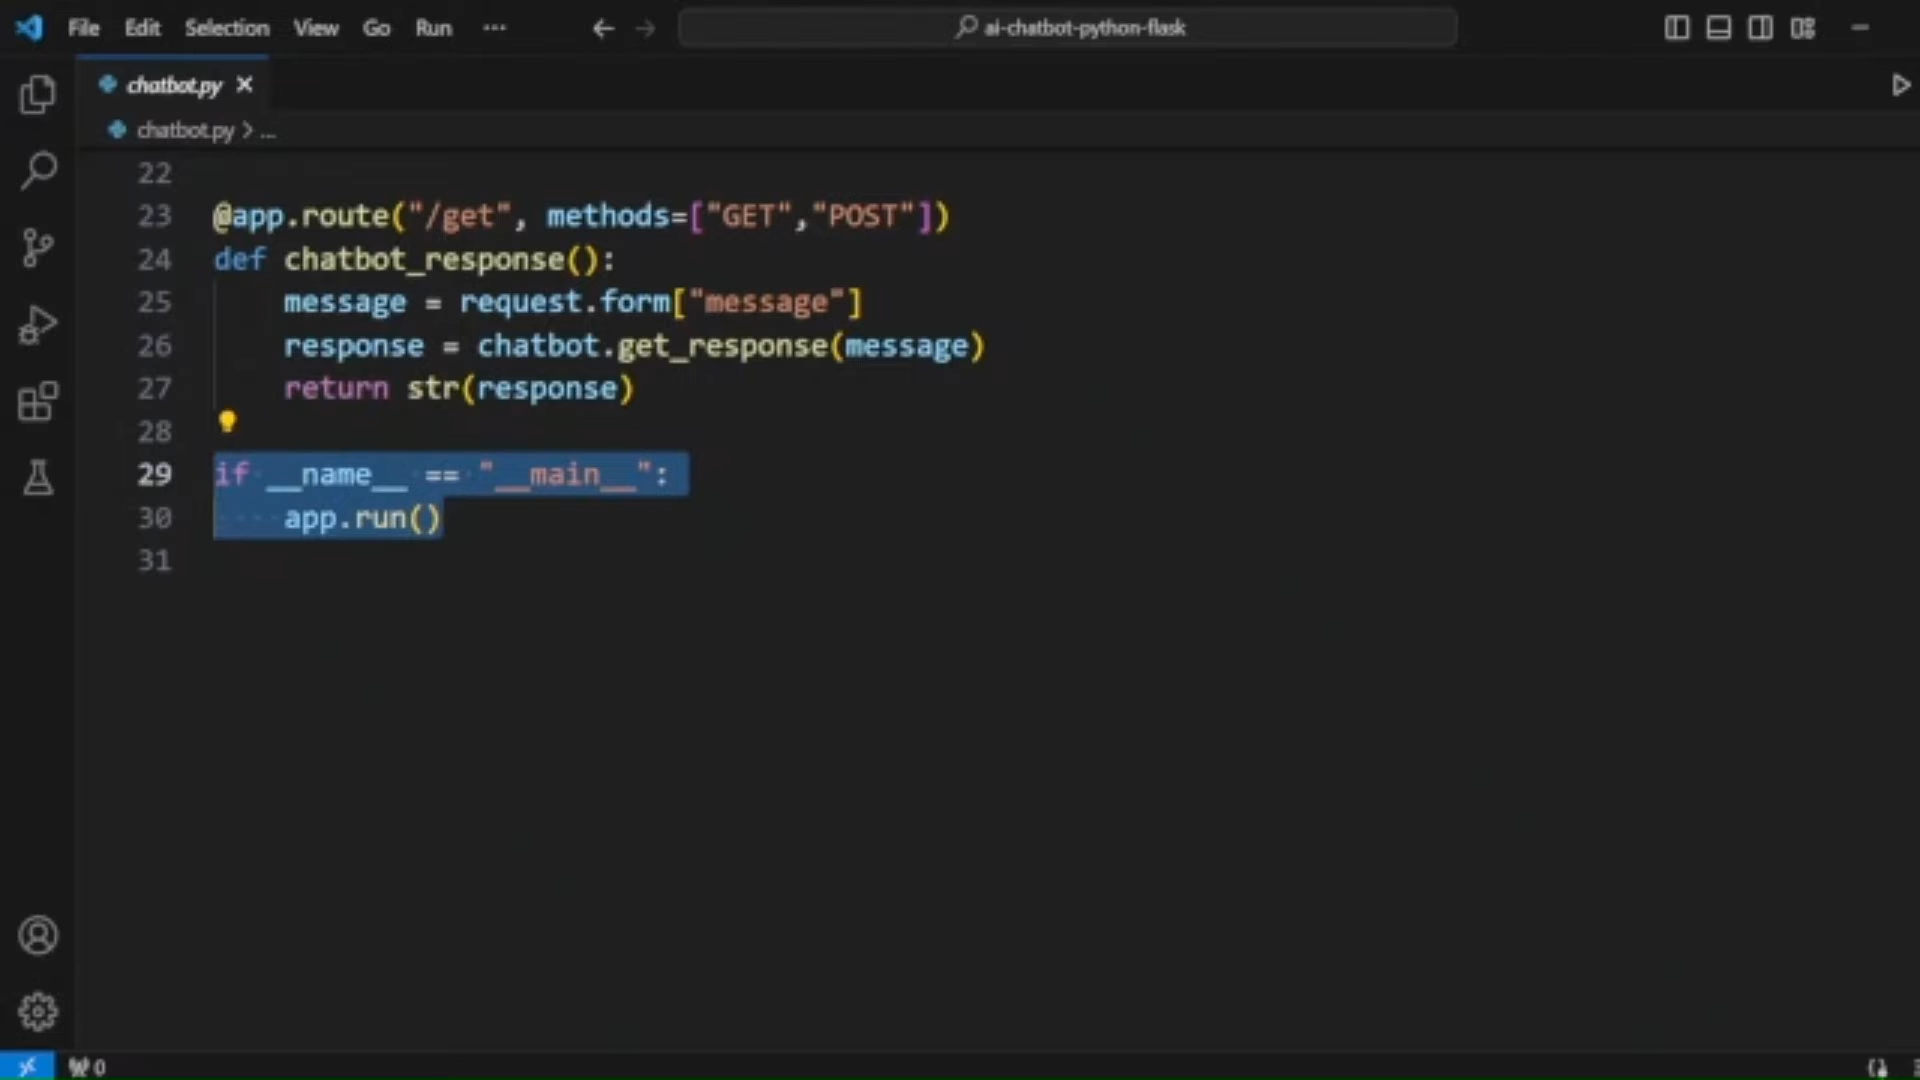 File Edit Selection View Go Run ···
ai-chatbot-python-flask
chatbot.py
chatbot.py > ...
22
23 @app.route("/get", methods=["GET","POST"])
24 def chatbot_response():
25     message = request.form["message"]
26     response = chatbot.get_response(message)
27     return str(response)
28
29 if __name__ == "__main__":
30     app.run()
31
0